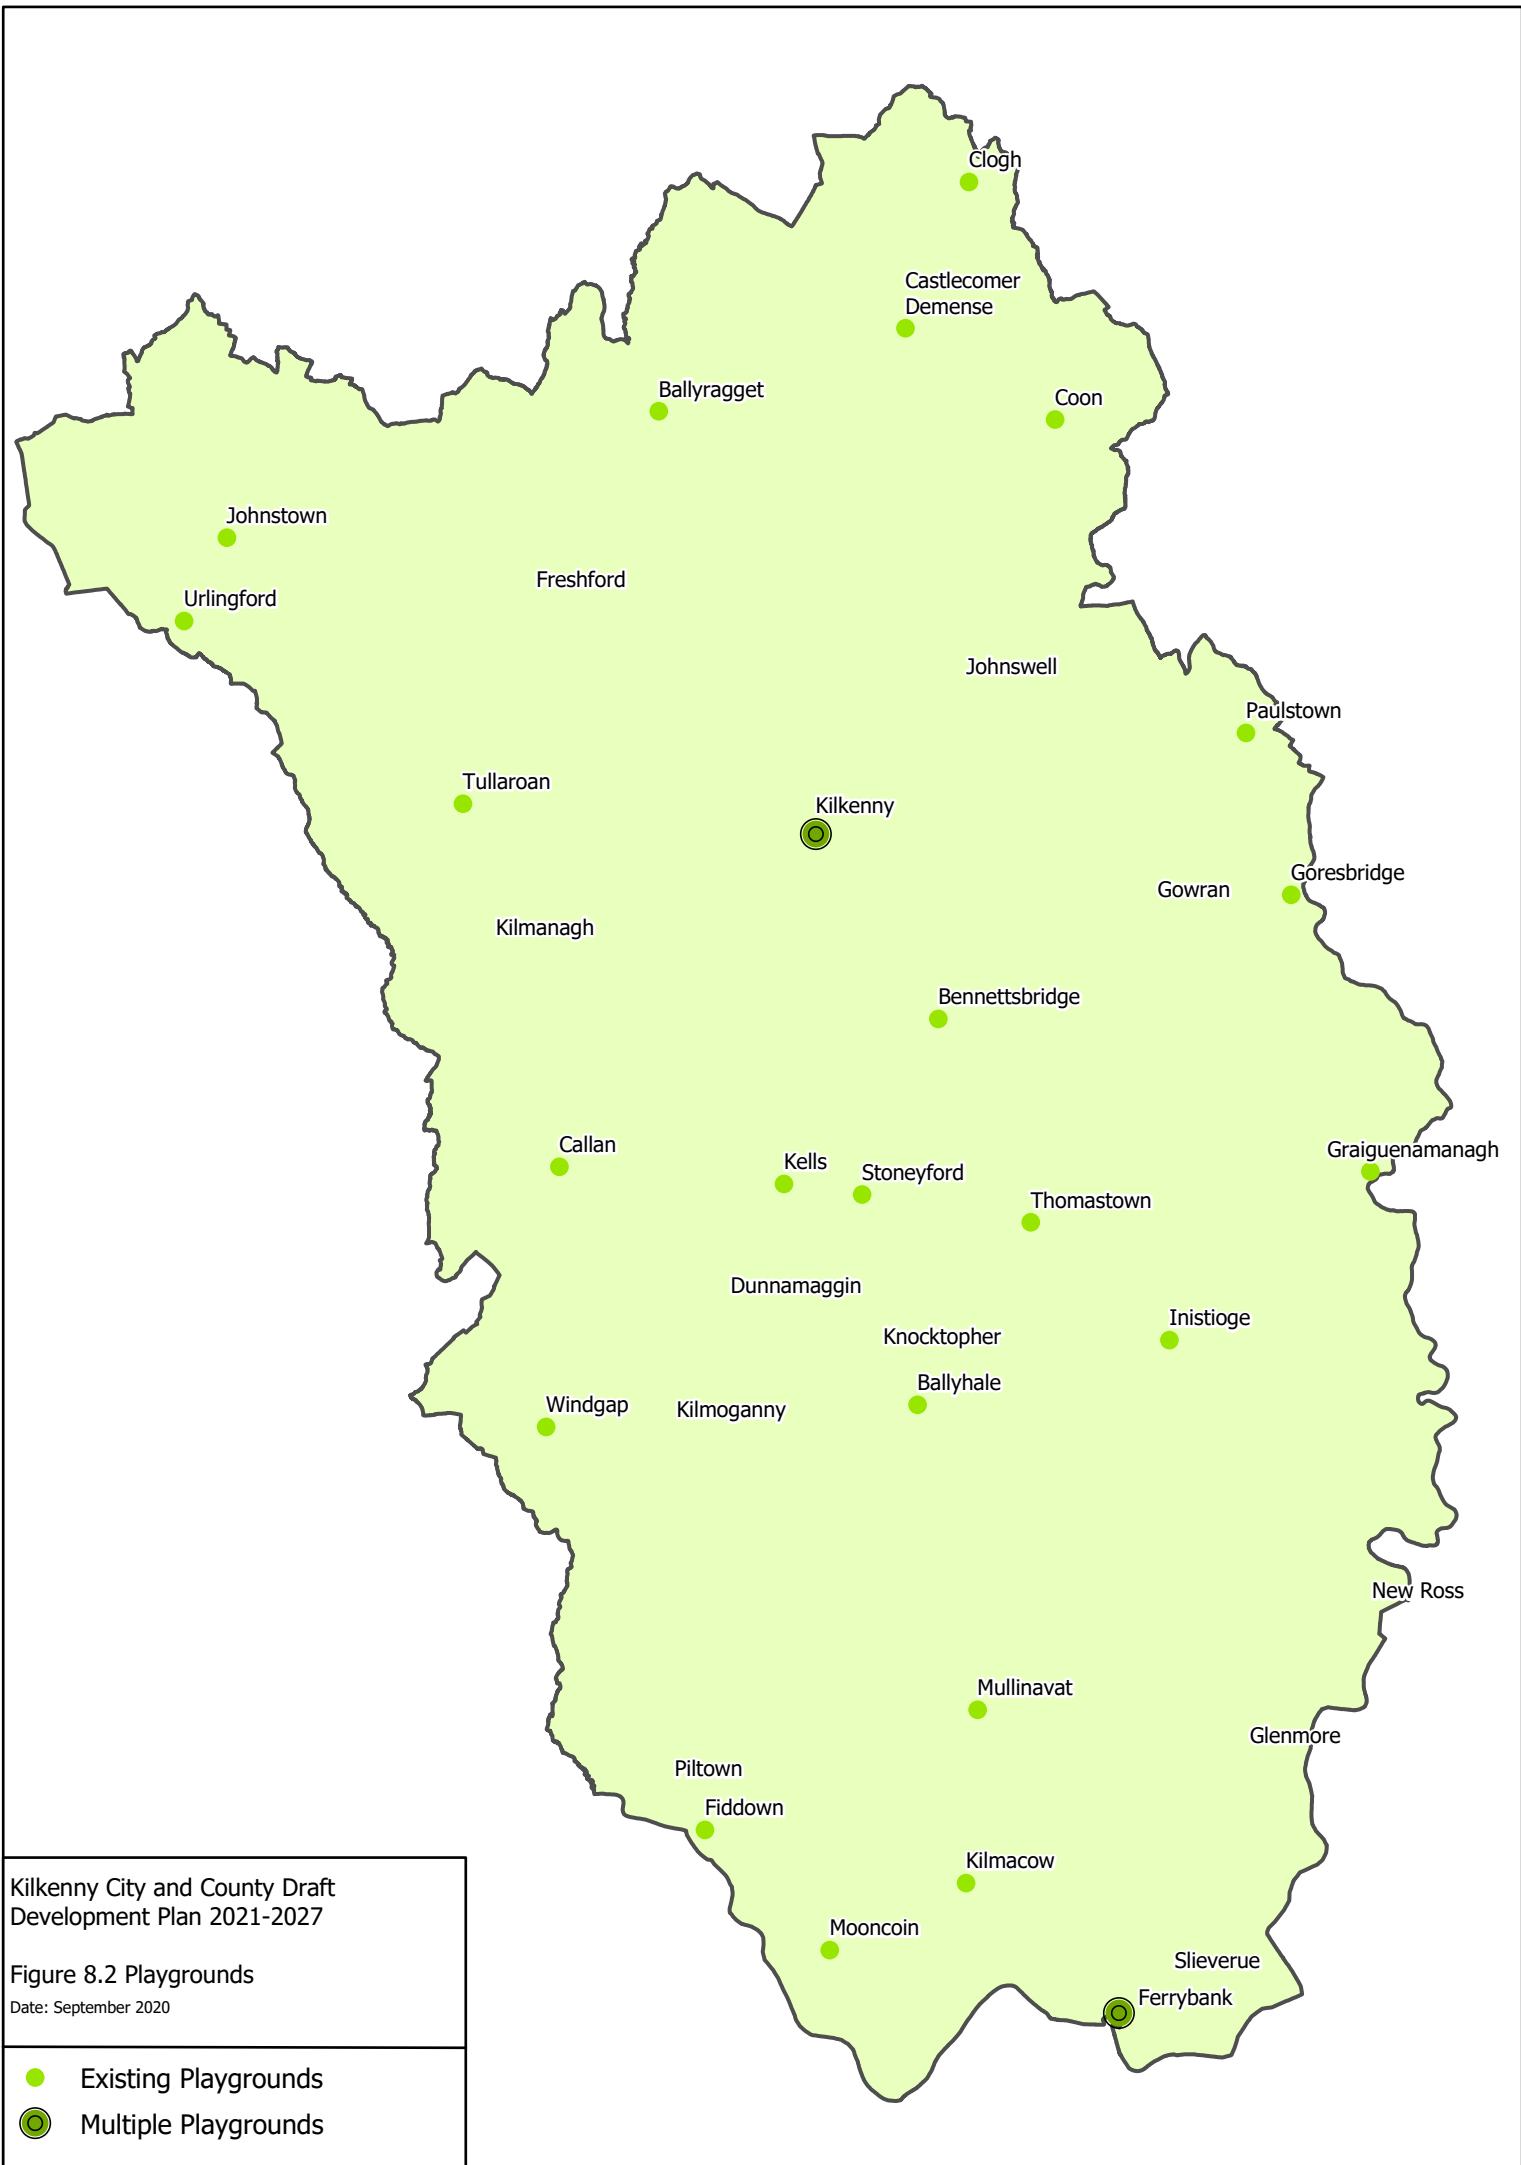 Clogh
Castlecomer
Demense
Ballyragget
Coon
Johnstown
Freshford
Urlingford
Johnswell
Paulstown
Tullaroan
Kilkenny
Goresbridge
Gowran
Kilmanagh
Bennettsbridge
Callan
Graiguenamanagh
Kells
Stoneyford
Thomastown
Dunnamaggin
Inistioge
Knocktopher
Ballyhale
Windgap
Kilmoganny
New Ross
Mullinavat
Glenmore
Piltown
Fiddown
Kilmacow
Mooncoin
Slieverue
Ferrybank
Kilkenny City and County Draft
Development Plan 2021-2027
Figure 8.2 Playgrounds
Date: September 2020
Existing Playgrounds
Multiple Playgrounds